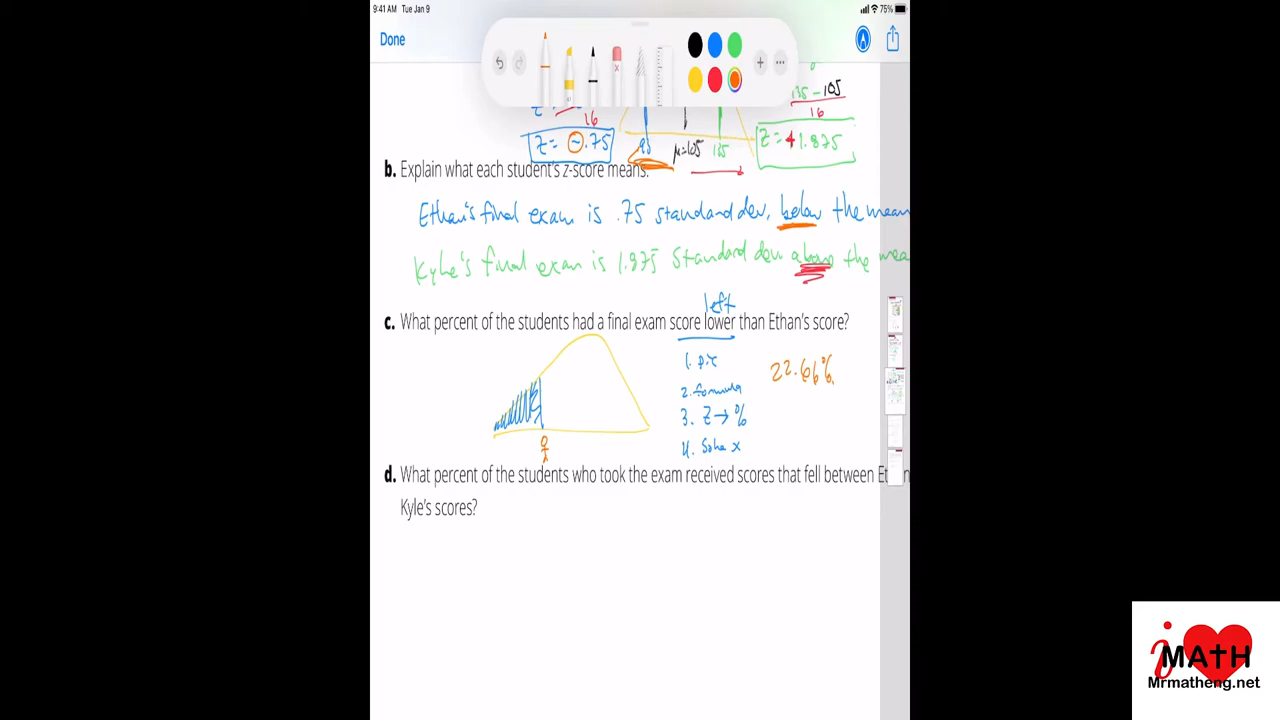 9:41 AM Tue Jan 9
75%
Done
135 - 105
16
16
Z = -.75
93
μ=105
135
Z = +1.875
b. Explain what each student's z-score means.
Ethan's final exam is .75 standard dev. below the mean
Kyle's final exam is 1.875 standard dev. above the mea
left
c. What percent of the students had a final exam score lower than Ethan's score?
1. pic
2. formula
3. Z → %
4. Solve x
22.66%
d. What percent of the students who took the exam received scores that fell between Et an
Kyle's scores?
i MATH
Mrmatheng.net